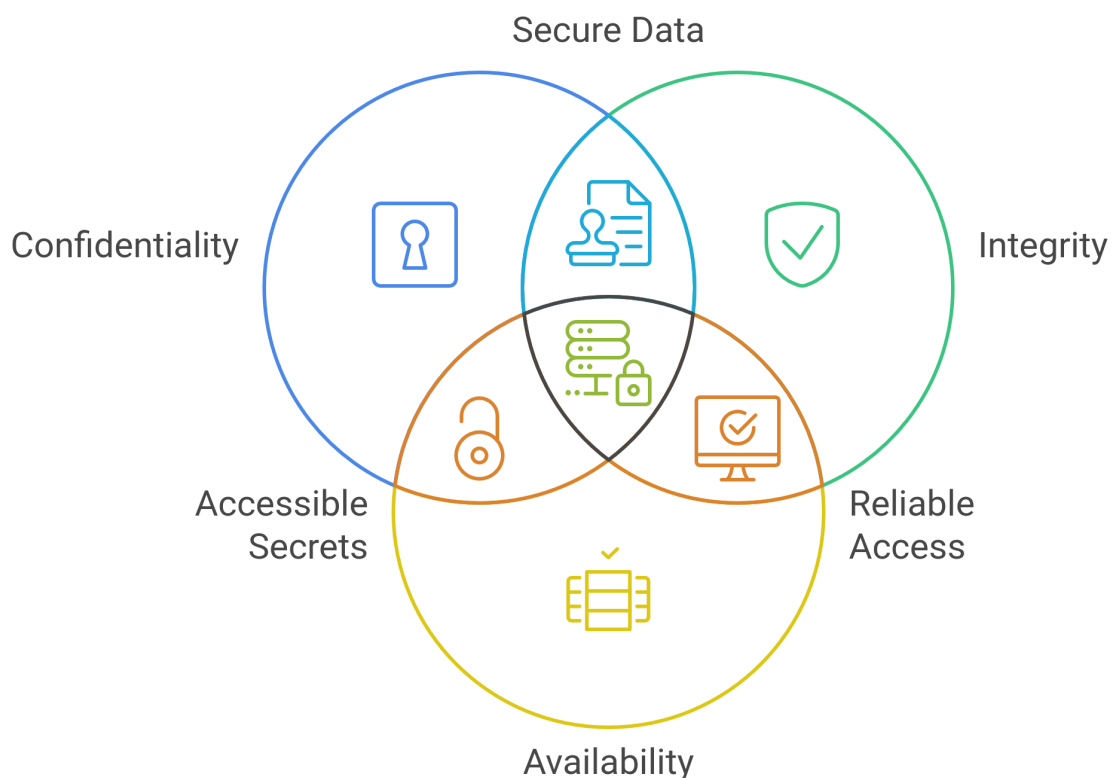 Secure Data
Confidentiality
Integrity
Accessible
Secrets
Reliable
Access
Availability